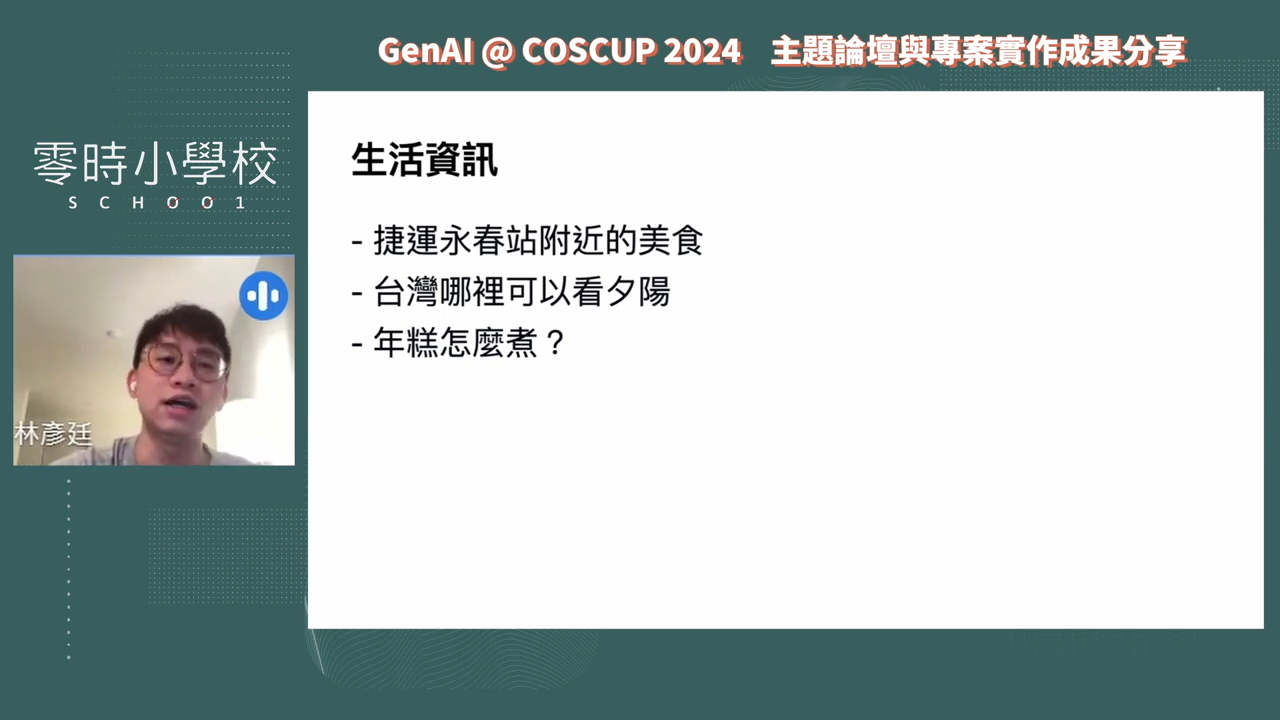 GenAI @ COSCUP 2024 主題論壇與專案實作成果分享
零時小學校
SCHOO1
林彥廷
生活資訊
- 捷運永春站附近的美食
- 台灣哪裡可以看夕陽
- 年糕怎麼煮？